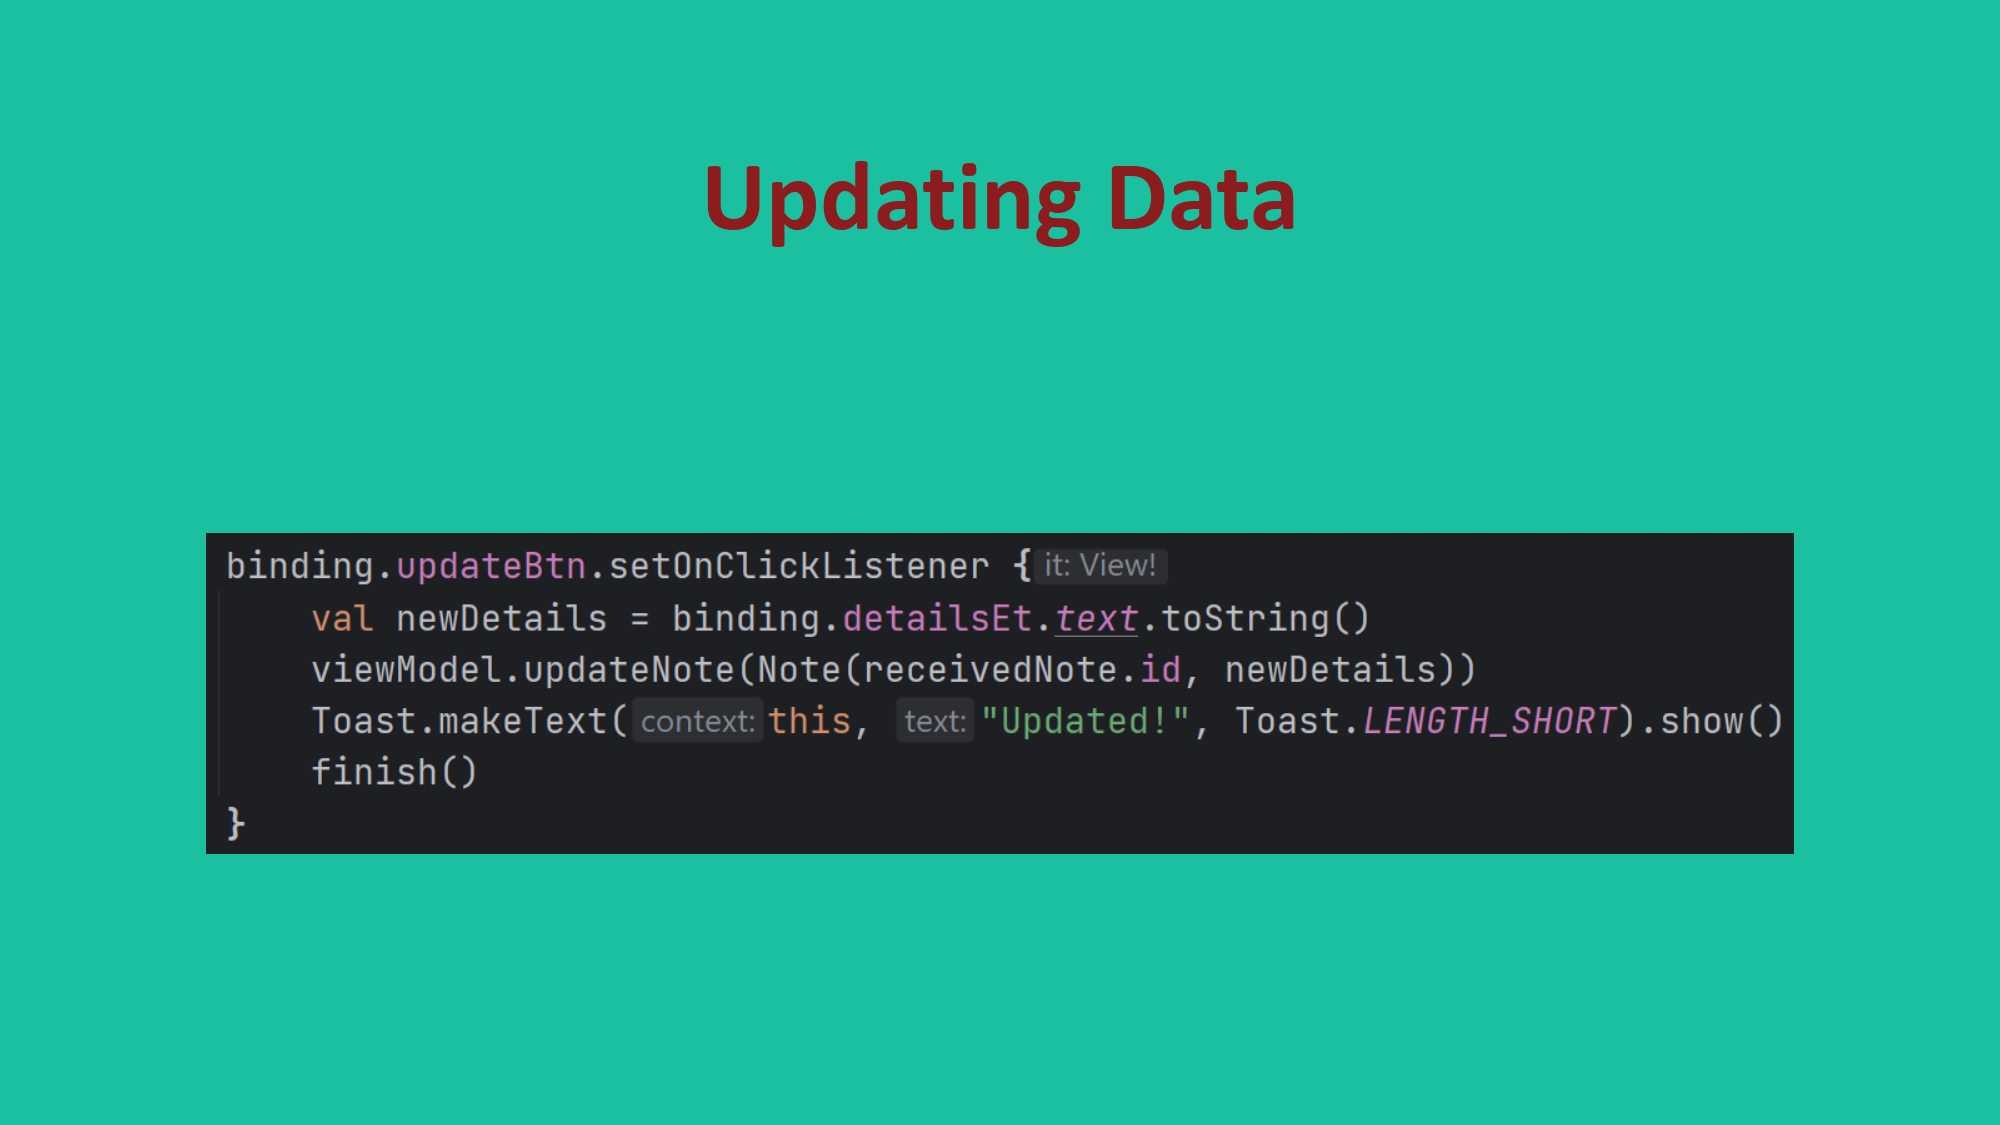 Updating Data
binding.updateBtn.setOnClickListener { it: View!
val newDetails = binding.detailsEt.text.toString()
viewModel.updateNote(Note(receivedNote.id, newDetails))
Toast.makeText( context: this, text: "Updated!", Toast.LENGTH_SHORT).show()
finish()
}